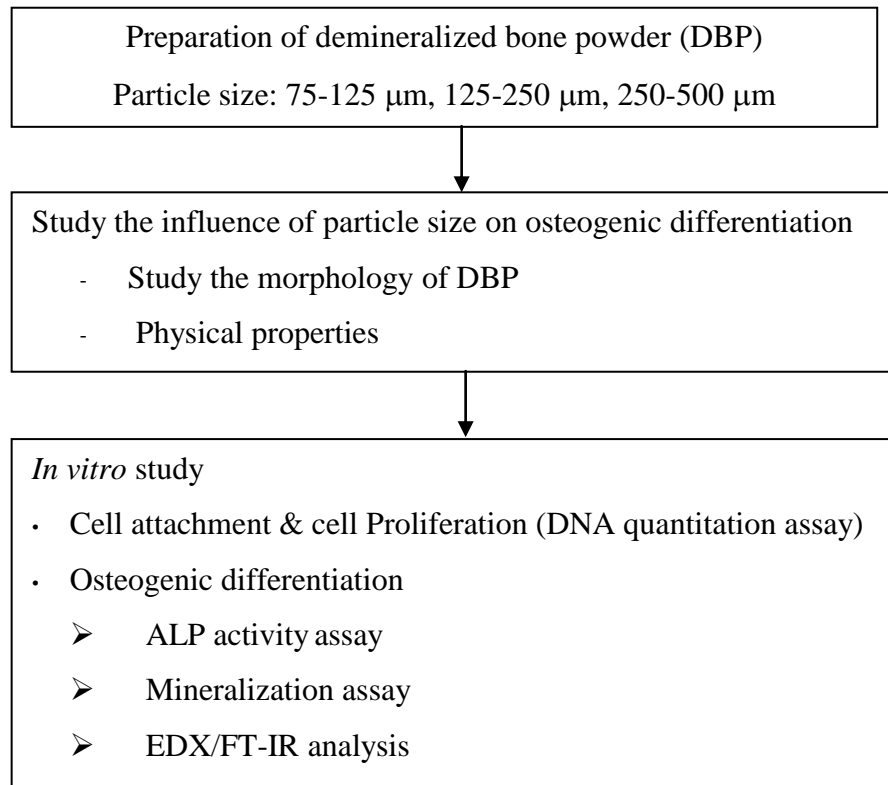 Preparation of demineralized bone powder (DBP)
Particle size: 75-125 μm, 125-250 μm, 250-500 μm
Study the influence of particle size on osteogenic differentiation
- Study the morphology of DBP
- Physical properties
In vitro study
• Cell attachment & cell Proliferation (DNA quantitation assay)
• Osteogenic differentiation
➢ ALP activity assay
➢ Mineralization assay
➢ EDX/FT-IR analysis